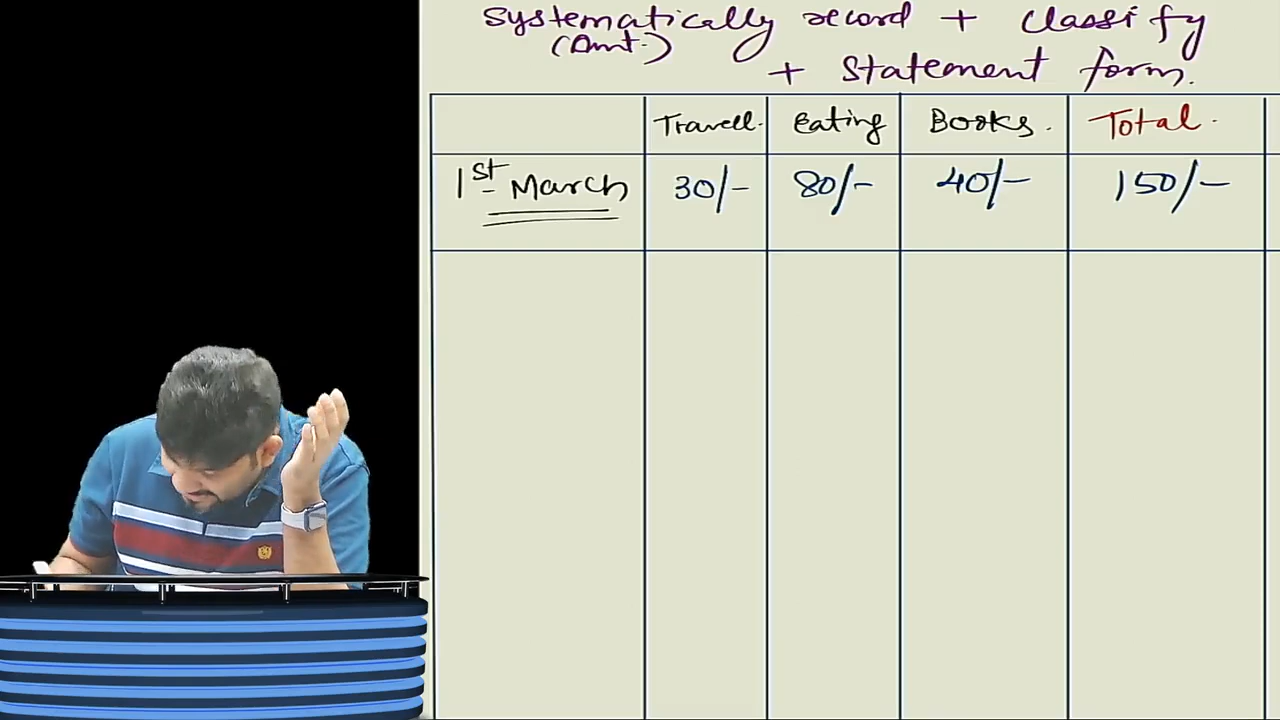 systematically record + classify
(Amt.)
+ statement form.
Travell. Eating Books. Total.
1st March 30/- 80/- 40/- 150/-